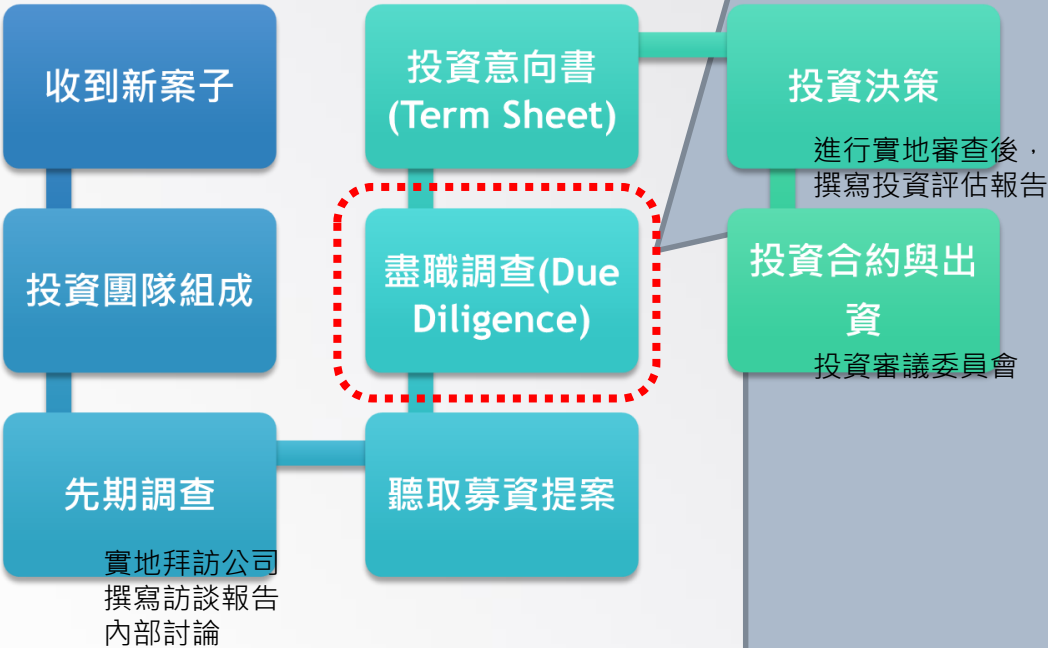 收到新案子
投資團隊組成
先期調查
實地拜訪公司
撰寫訪談報告
內部討論
聽取募資提案
盡職調查(Due
Diligence)
投資意向書
(Term Sheet)
投資決策
進行實地審查後，
撰寫投資評估報告
投資合約與出
資
投資審議委員會